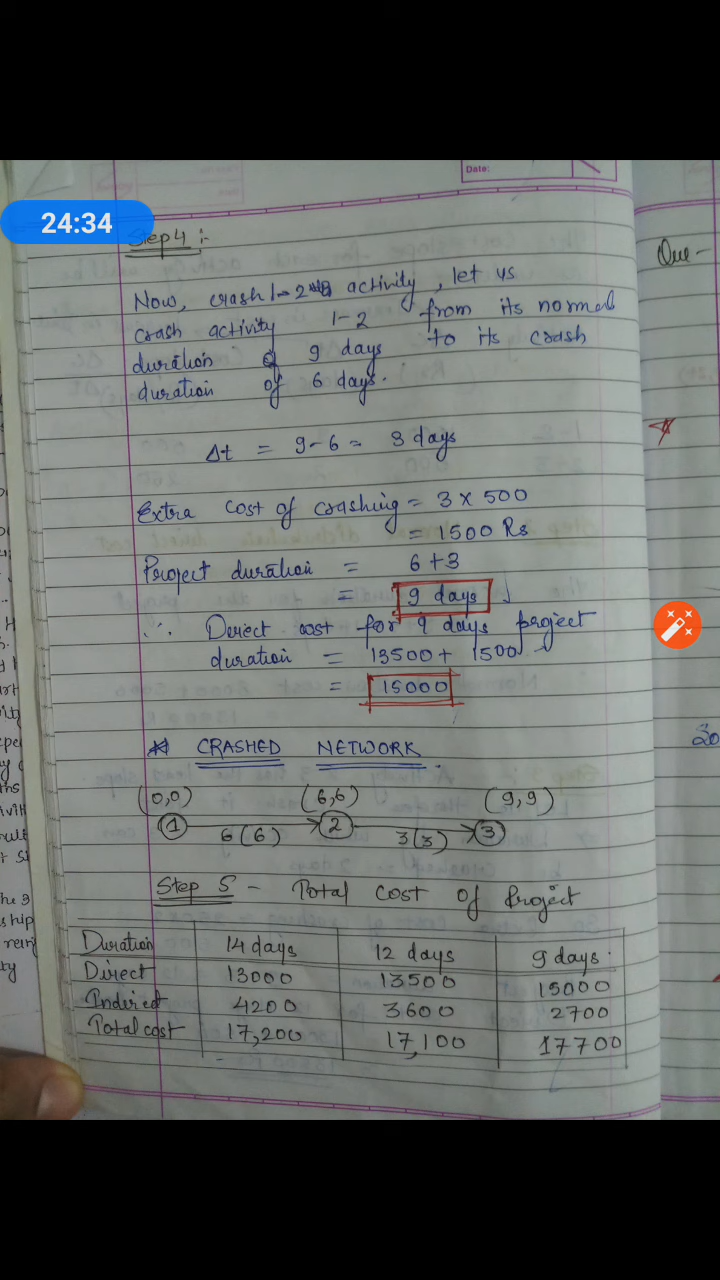 Date:
24:34
Step 4 :-
Now, crash 1-2 activity, let us
crash activity 1-2 from its normal
duration of 9 days to its crash
duration of 6 days.
Δt = 9-6 = 3 days
Extra cost of crashing = 3 x 500
= 1500 Rs
Project duration = 6+3
= 9 days
∴ Derect cost for 9 days project
duration = 13500 + 1500
= 15000
CRASHED NETWORK.
(0,0) (6,6) (9,9)
1 6(6) 2 3(3) 3
Step 5 - Total cost of Project
Duration 14 days 12 days 9 days.
Direct 13000 13500 15000
Indirect 4200 3600 2700
Total cost 17,200 17,100 17700
Que -